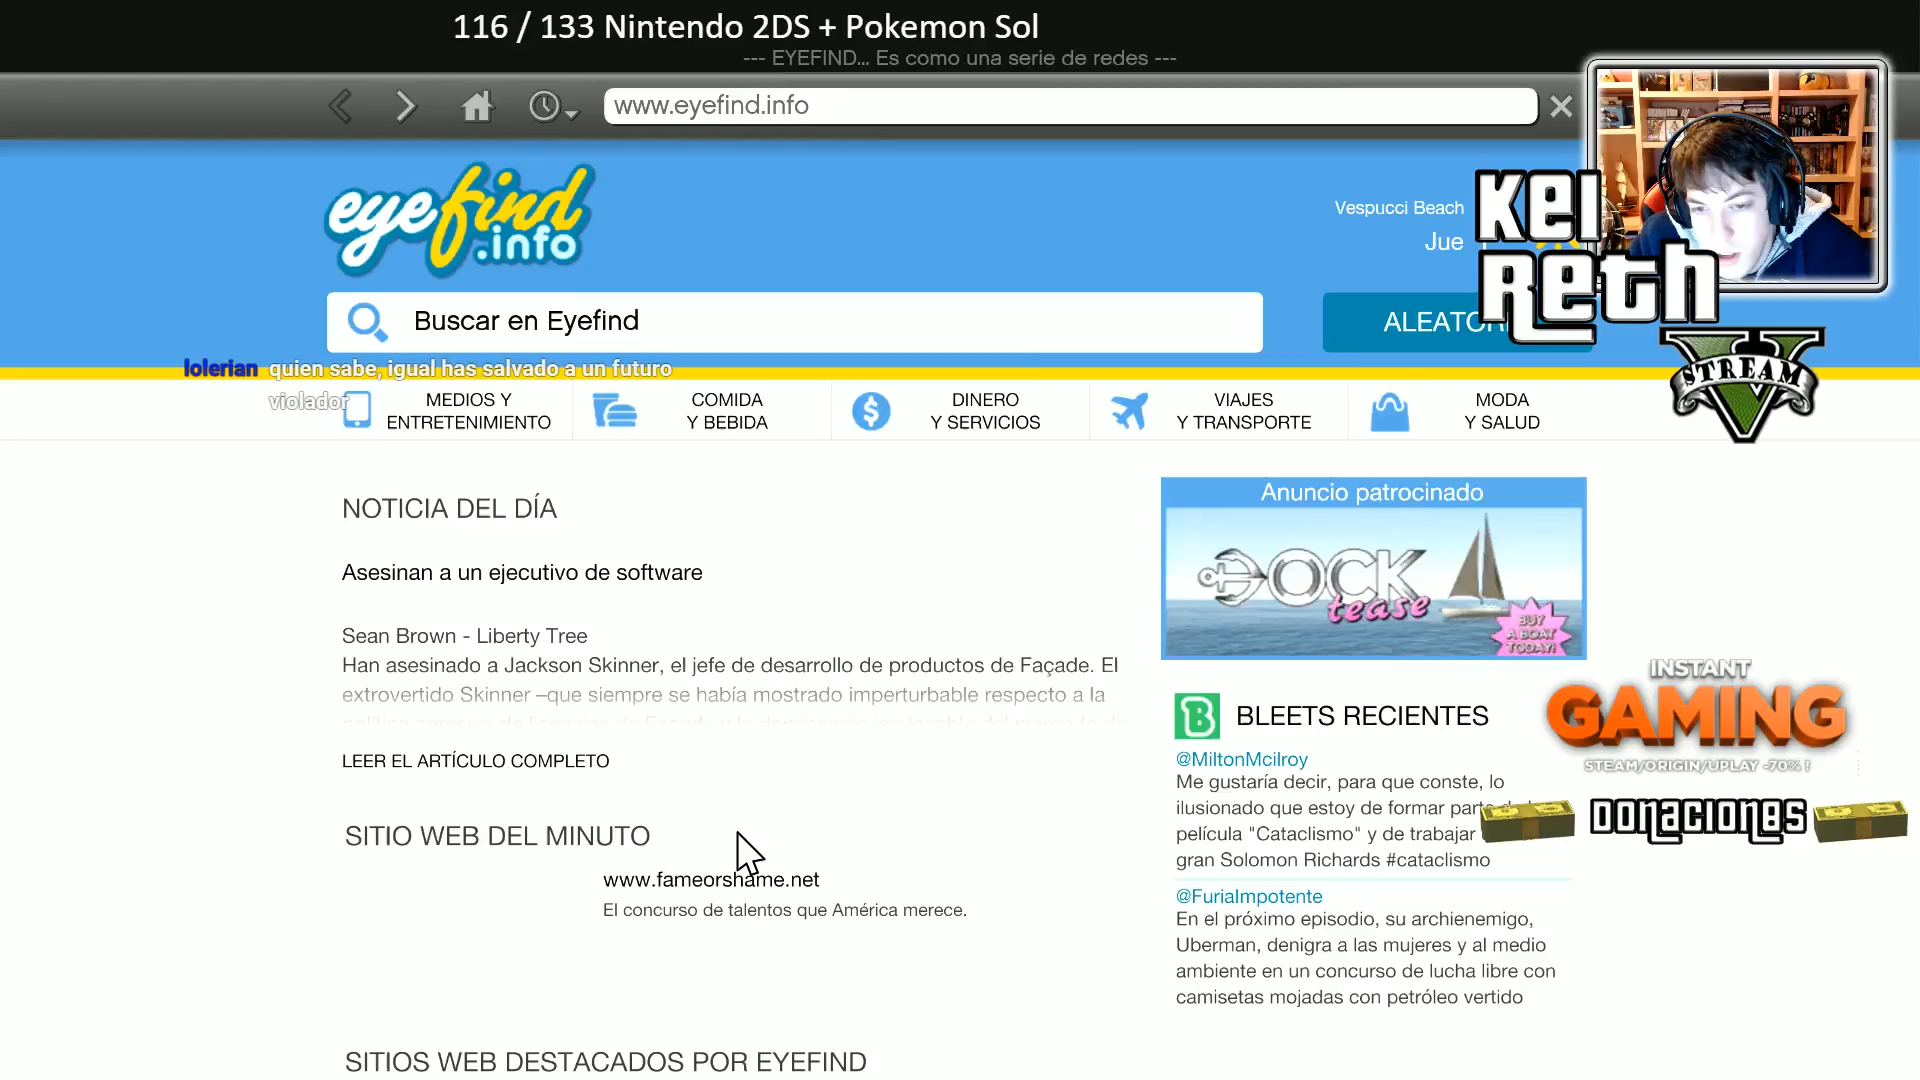 116 / 133 Nintendo 2DS + Pokemon Sol
--- EYEFIND... Es como una serie de redes ---
www.eyefind.info
eyefind
.info
Vespucci Beach
Jue
Kel
Reth
Buscar en Eyefind
STREAM
V
lolerian quien sabe, igual has salvado a un futuro
violador
MEDIOS Y
ENTRETENIMIENTO
COMIDA
Y BEBIDA
DINERO
Y SERVICIOS
VIAJES
Y TRANSPORTE
MODA
Y SALUD
NOTICIA DEL DÍA
Asesinan a un ejecutivo de software
Sean Brown - Liberty Tree
Han asesinado a Jackson Skinner, el jefe de desarrollo de productos de Façade. El
extrovertido Skinner –que siempre se había mostrado imperturbable respecto a la
LEER EL ARTÍCULO COMPLETO
SITIO WEB DEL MINUTO
www.fameorshame.net
El concurso de talentos que América merece.
SITIOS WEB DESTACADOS POR EYEFIND
Anuncio patrocinado
DOCK
tease
BUY
A BOAT
TODAY!
B
BLEETS RECIENTES
@MiltonMcilroy
Me gustaría decir, para que conste, lo
ilusionado que estoy de formar
película "Cataclismo" y de trabajar
gran Solomon Richards #cataclismo
@FuriaImpotente
En el próximo episodio, su archienemigo,
Uberman, denigra a las mujeres y al medio
ambiente en un concurso de lucha libre con
camisetas mojadas con petróleo vertido
INSTANT
GAMING
STEAM/ORIGIN/UPLAY -70% !
DONACIONES